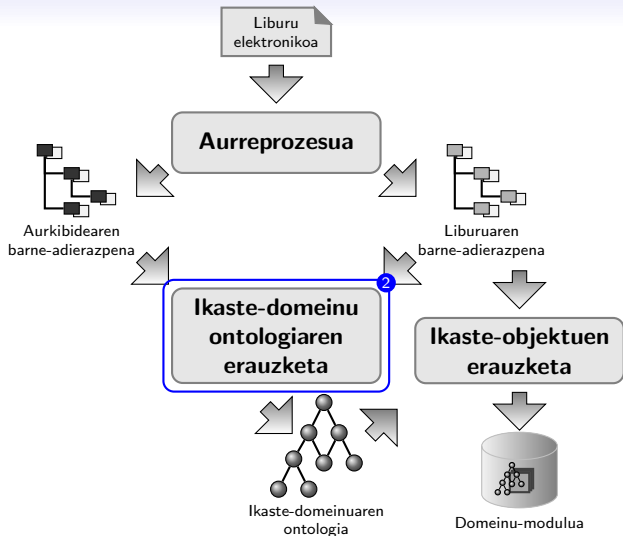 Liburu
elektronikoa
Aurreprozesua
Aurkibidearen
barne-adierazpena
Liburuaren
barne-adierazpena
2
Ikaste-domeinu
ontologiaren
erauzketa
Ikaste-objektuen
erauzketa
Ikaste-domeinuaren
ontologia
Domeinu-modulua